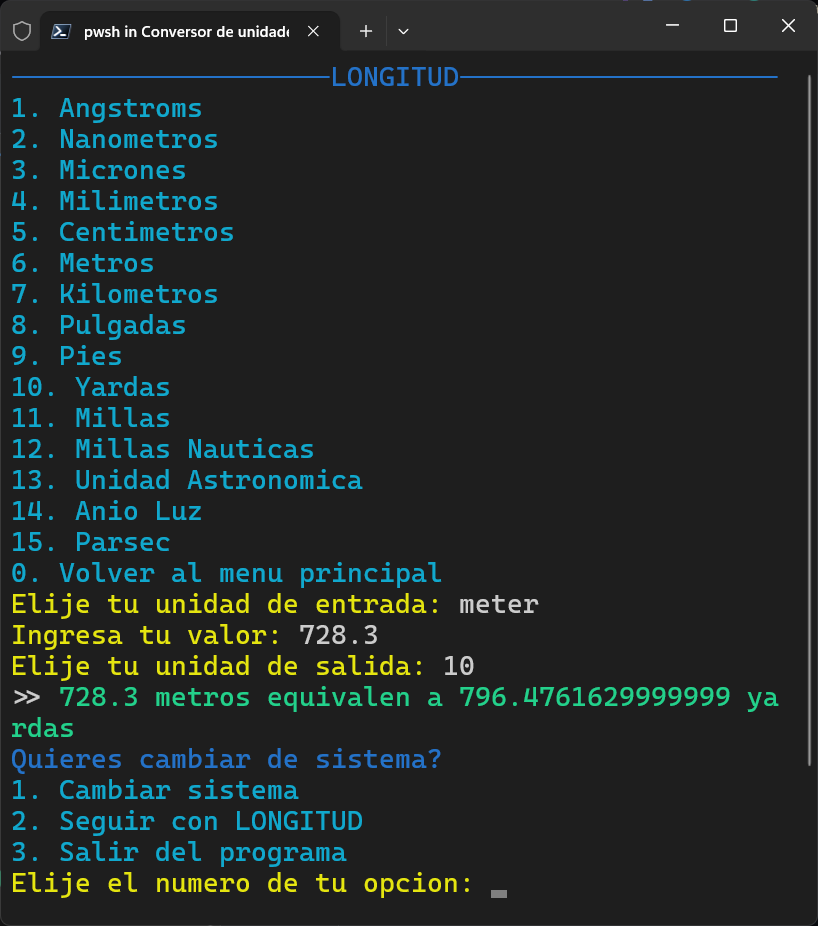 pwsh in Conversor de unidade
LONGITUD
1. Angstroms
2. Nanometros
3. Micrones
4. Milimetros
5. Centimetros
6. Metros
7. Kilometros
8. Pulgadas
9. Pies
10. Yardas
11. Millas
12. Millas Nauticas
13. Unidad Astronomica
14. Anio Luz
15. Parsec
0. Volver al menu principal
Elije tu unidad de entrada: meter
Ingresa tu valor: 728.3
Elije tu unidad de salida: 10
>> 728.3 metros equivalen a 796.4761629999999 ya
rdas
Quieres cambiar de sistema?
1. Cambiar sistema
2. Seguir con LONGITUD
3. Salir del programa
Elije el numero de tu opcion: _